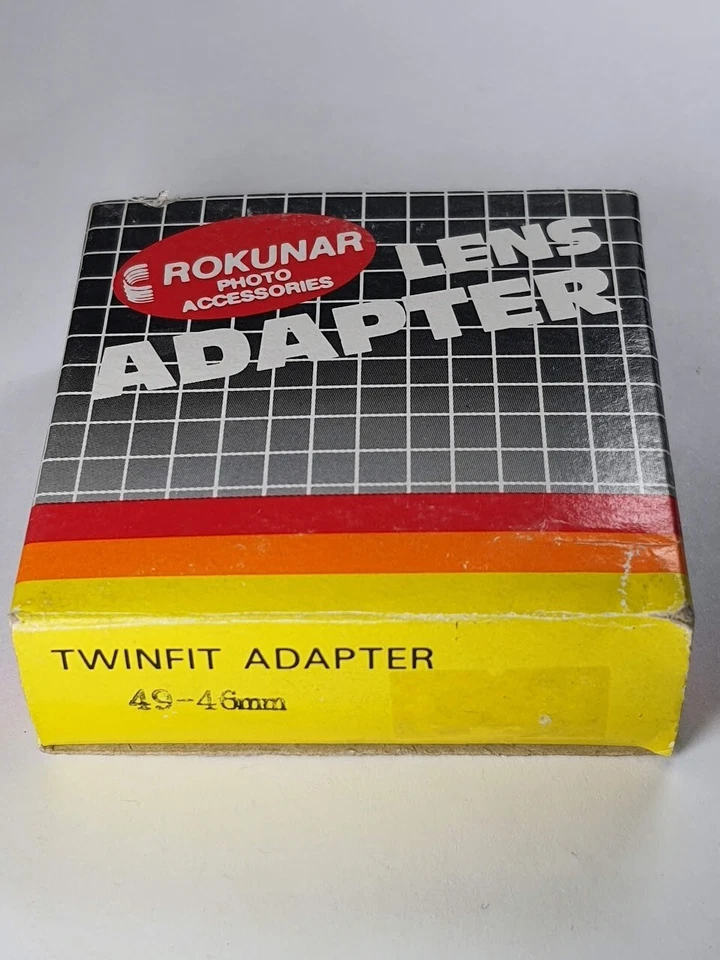 ROKUNAR
PHOTO
ACCESSORIES
LENS
ADAPTER
TWINFIT ADAPTER
49-46mm